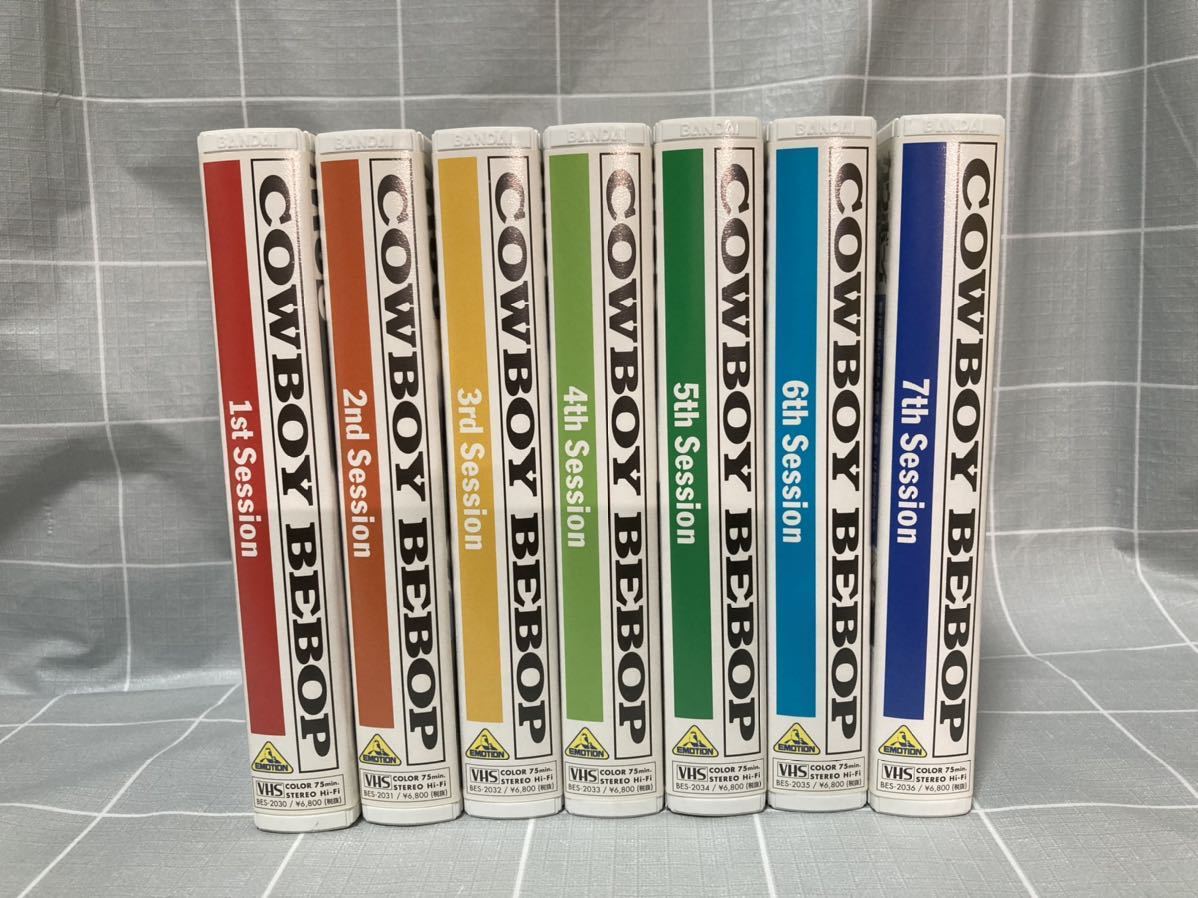 BANDAI
COWBOY BEBOP
1st Session
EMOTION
VHS COLOR 75min.
STEREO Hi-Fi
BES-2030 / ¥6,800 (税抜)
BANDAI
COWBOY BEBOP
2nd Session
EMOTION
VHS COLOR 75min.
STEREO Hi-Fi
BES-2031 / ¥6,800 (税抜)
BANDAI
COWBOY BEBOP
3rd Session
EMOTION
VHS COLOR 75min.
STEREO Hi-Fi
BES-2032 / ¥6,800 (税抜)
BANDAI
COWBOY BEBOP
4th Session
EMOTION
VHS COLOR 75min.
STEREO Hi-Fi
BES-2033 / ¥6,800 (税抜)
BANDAI
COWBOY BEBOP
5th Session
EMOTION
VHS COLOR 75min.
STEREO Hi-Fi
BES-2034 / ¥6,800 (税抜)
BANDAI
COWBOY BEBOP
6th Session
EMOTION
VHS COLOR 75min.
STEREO Hi-Fi
BES-2035 / ¥6,800 (税抜)
BANDAI
COWBOY BEBOP
7th Session
EMOTION
VHS COLOR 75min.
STEREO Hi-Fi
BES-2036 / ¥6,800 (税抜)